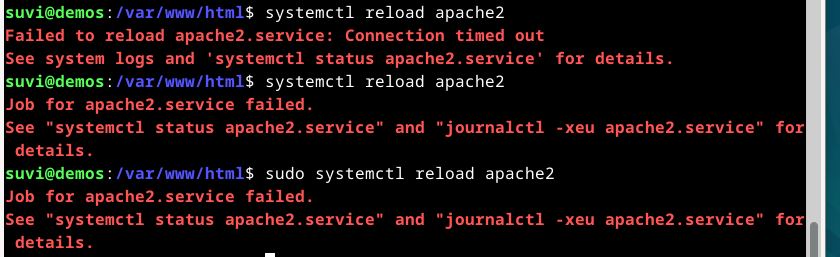 suvi@demos:/var/www/html$ systemctl reload apache2
Failed to reload apache2.service: Connection timed out
See system logs and 'systemctl status apache2.service' for details.
suvi@demos:/var/www/html$ systemctl reload apache2
Job for apache2.service failed.
See "systemctl status apache2.service" and "journalctl -xeu apache2.service" for
 details.
suvi@demos:/var/www/html$ sudo systemctl reload apache2
Job for apache2.service failed.
See "systemctl status apache2.service" and "journalctl -xeu apache2.service" for
 details.